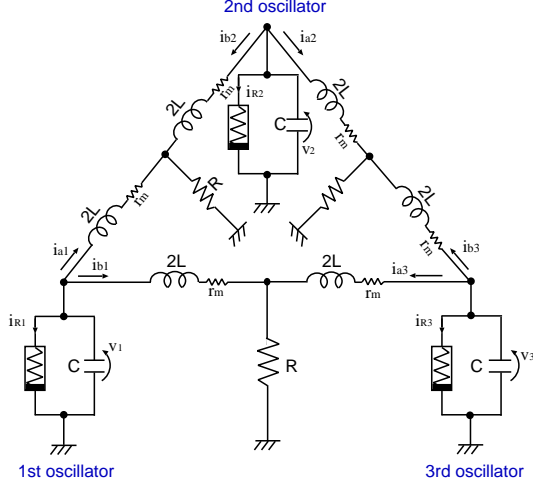 2nd oscillator
ib2
ia2
2L
rm
iR2
C
v2
2L
rm
2L
rm
R
2L
rm
ia1
ib1
2L
rm
2L
rm
ia3
ib3
iR1
C
v1
R
iR3
C
v3
1st oscillator
3rd oscillator